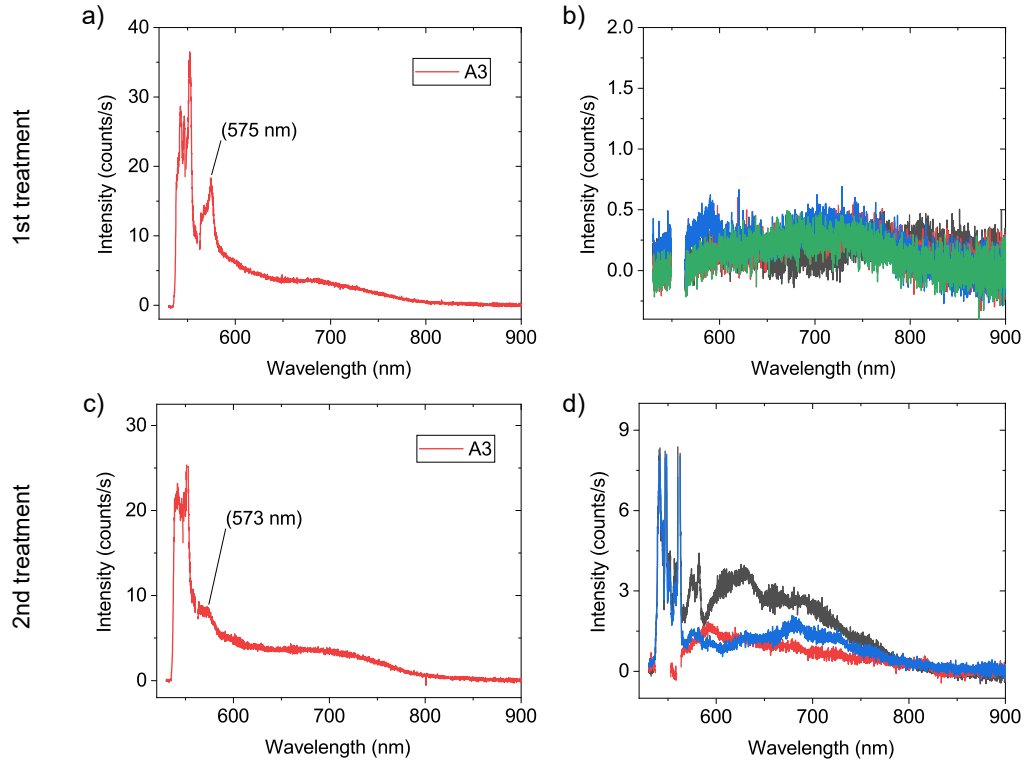 1st treatment
a)
Intensity (counts/s)
40
30
20
10
0
A3
(575 nm)
600
700
800
900
Wavelength (nm)
b)
Intensity (counts/s)
2.0
1.5
1.0
0.5
0.0
600
700
800
900
Wavelength (nm)
2nd treatment
c)
Intensity (counts/s)
30
20
10
0
A3
(573 nm)
600
700
800
900
Wavelength (nm)
d)
Intensity (counts/s)
9
6
3
0
600
700
800
900
Wavelength (nm)